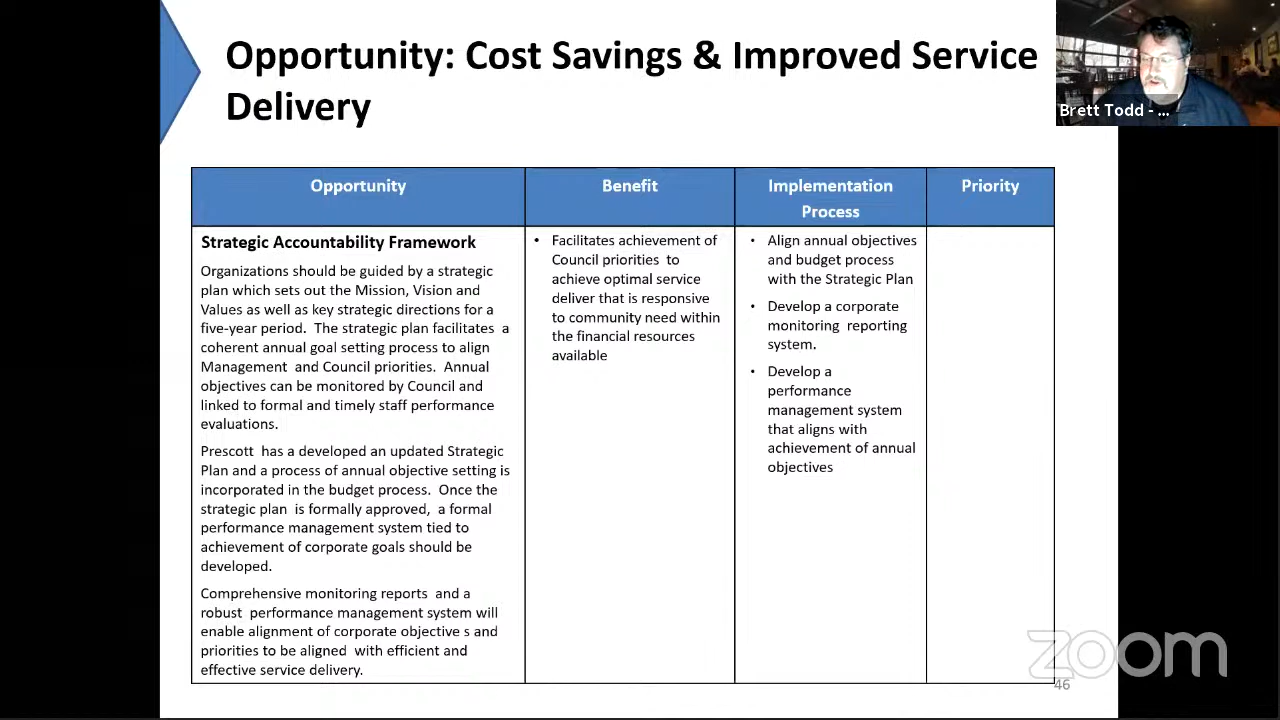 Opportunity: Cost Savings & Improved Service
Delivery
Brett Todd - ...
Opportunity
Benefit
Implementation
Process
Priority
Strategic Accountability Framework
Organizations should be guided by a strategic
plan which sets out the Mission, Vision and
Values as well as key strategic directions for a
five-year period. The strategic plan facilitates a
coherent annual goal setting process to align
Management and Council priorities. Annual
objectives can be monitored by Council and
linked to formal and timely staff performance
evaluations.
Prescott has a developed an updated Strategic
Plan and a process of annual objective setting is
incorporated in the budget process. Once the
strategic plan is formally approved, a formal
performance management system tied to
achievement of corporate goals should be
developed.
Comprehensive monitoring reports and a
robust performance management system will
enable alignment of corporate objective s and
priorities to be aligned with efficient and
effective service delivery.
• Facilitates achievement of
Council priorities to
achieve optimal service
deliver that is responsive
to community need within
the financial resources
available
• Align annual objectives
and budget process
with the Strategic Plan
• Develop a corporate
monitoring reporting
system.
• Develop a
performance
management system
that aligns with
achievement of annual
objectives
zoom
46